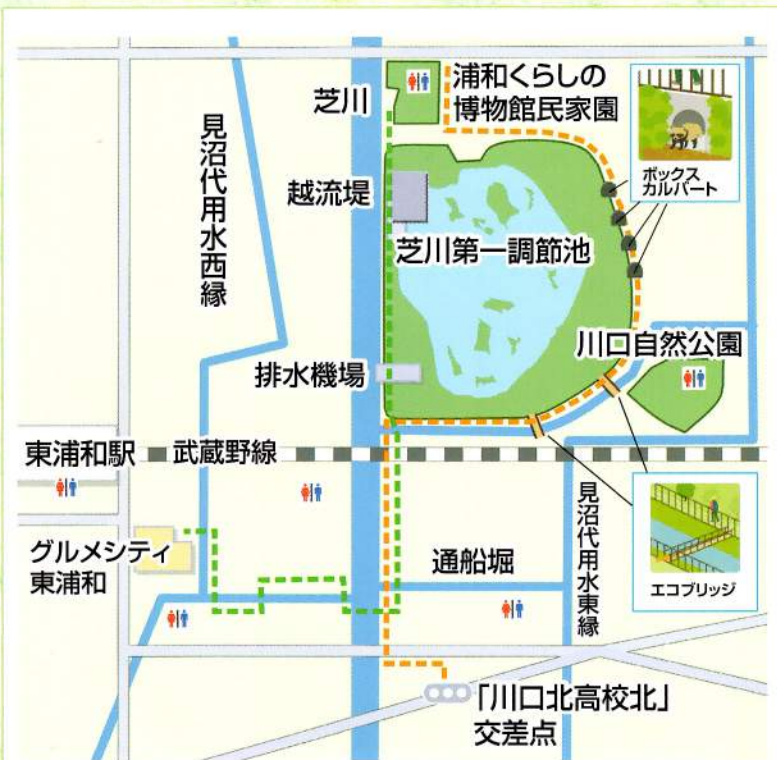 芝川
浦和くらしの
博物館民家園
見沼代用水西縁
越流堤
ボックス
カルバート
芝川第一調節池
川口自然公園
排水機場
東浦和駅
武蔵野線
グルメシティ
東浦和
通船堀
見沼代用水東縁
エコブリッジ
「川口北高校北」
交差点